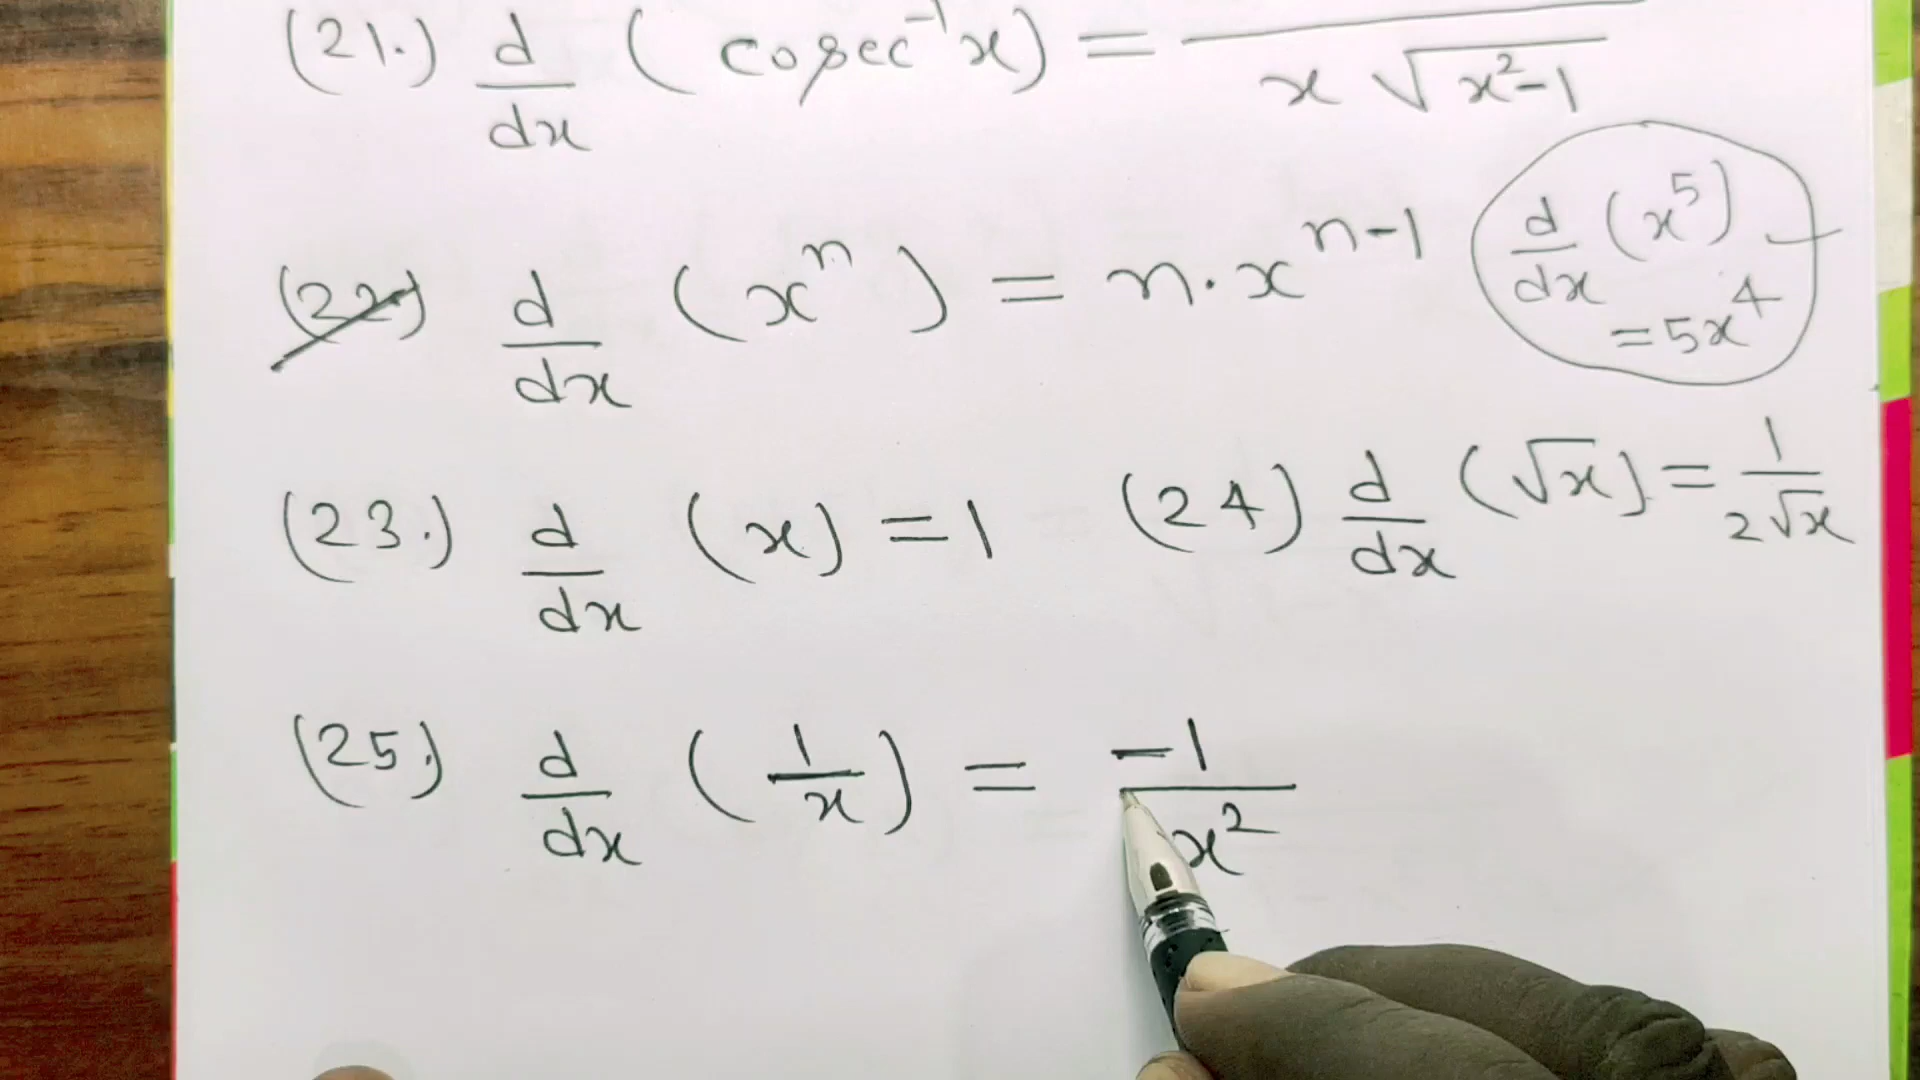 (21.) d/dx (cosec⁻¹x) = / x √x²-1
(22.) d/dx (xⁿ) = n·xⁿ⁻¹
d/dx (x⁵) = 5x⁴
(23.) d/dx (x) = 1
(24) d/dx (√x) = 1/2√x
(25.) d/dx (1/x) = -1/x²